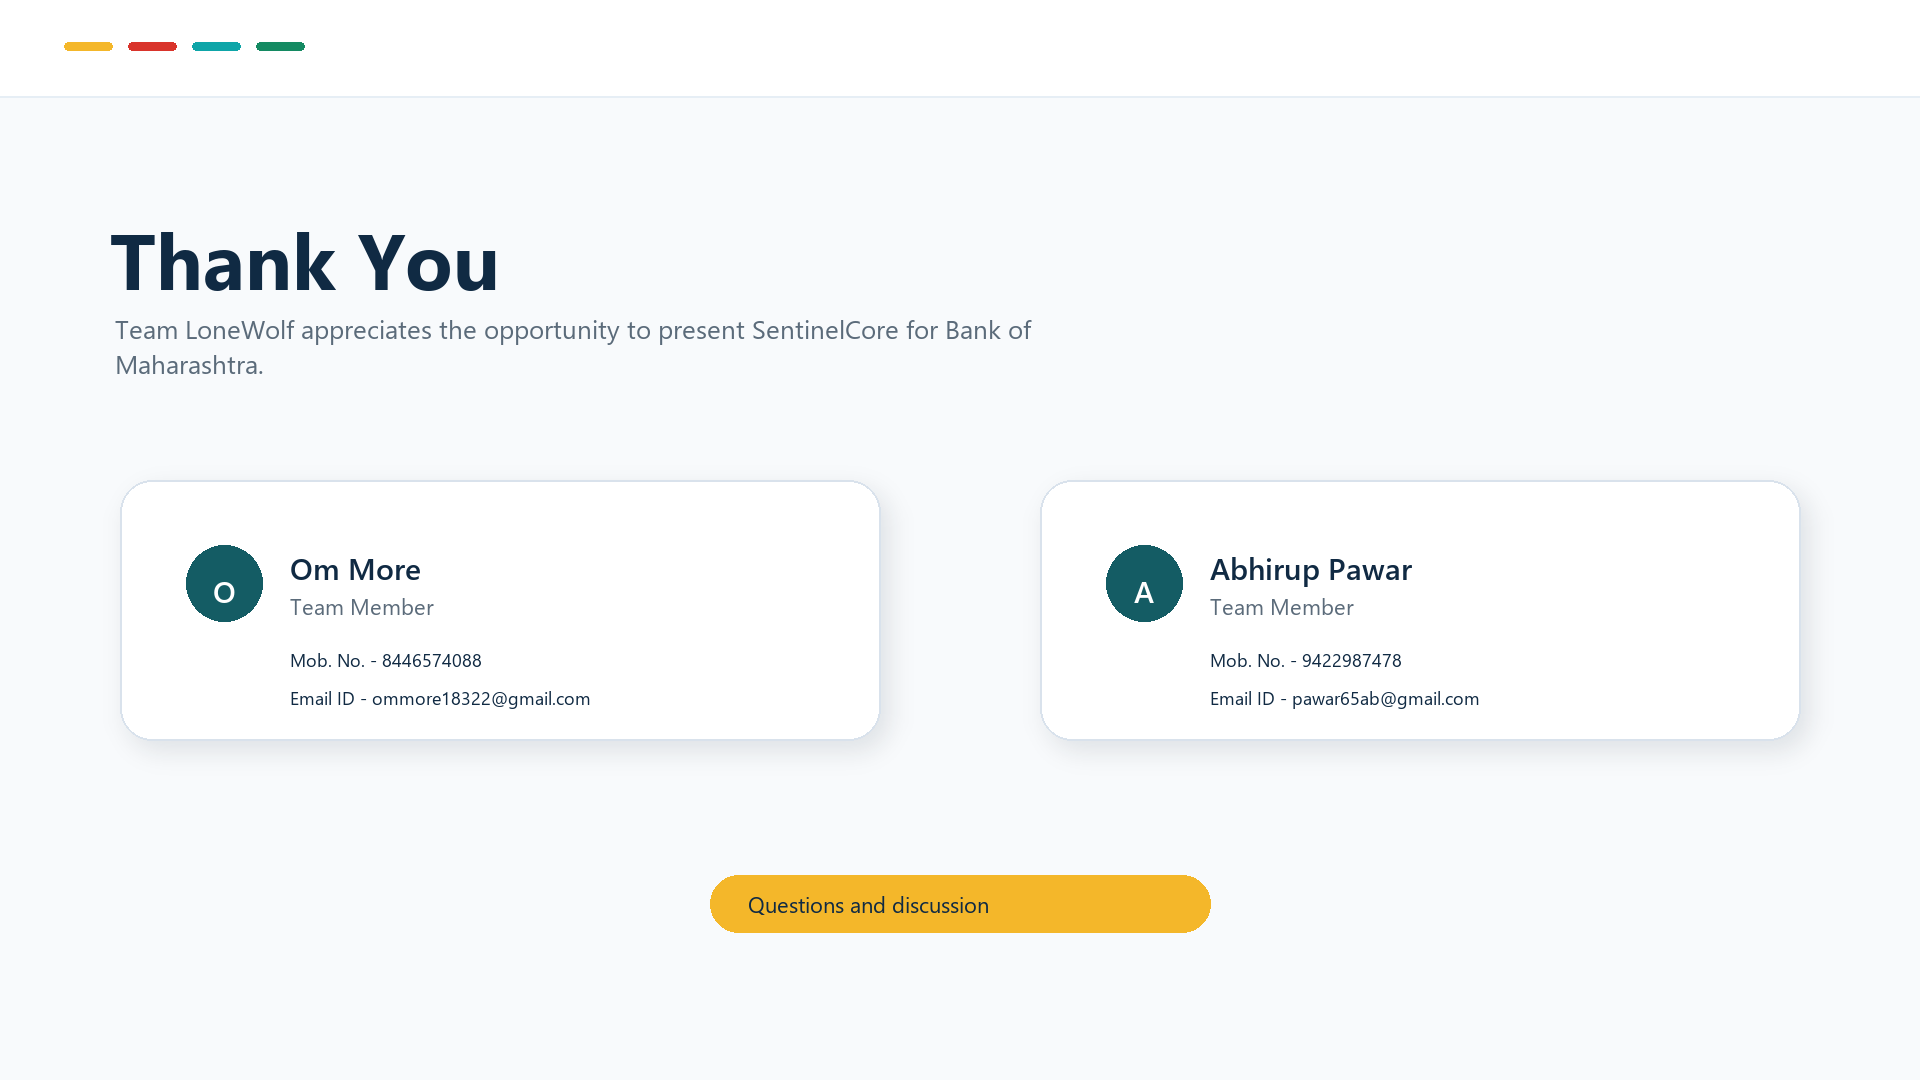 Thank You
Team LoneWolf appreciates the opportunity to present SentinelCore for Bank of
Maharashtra.
O
Om More
Team Member
Mob. No. - 8446574088
Email ID - ommore18322@gmail.com
A
Abhirup Pawar
Team Member
Mob. No. - 9422987478
Email ID - pawar65ab@gmail.com
Questions and discussion